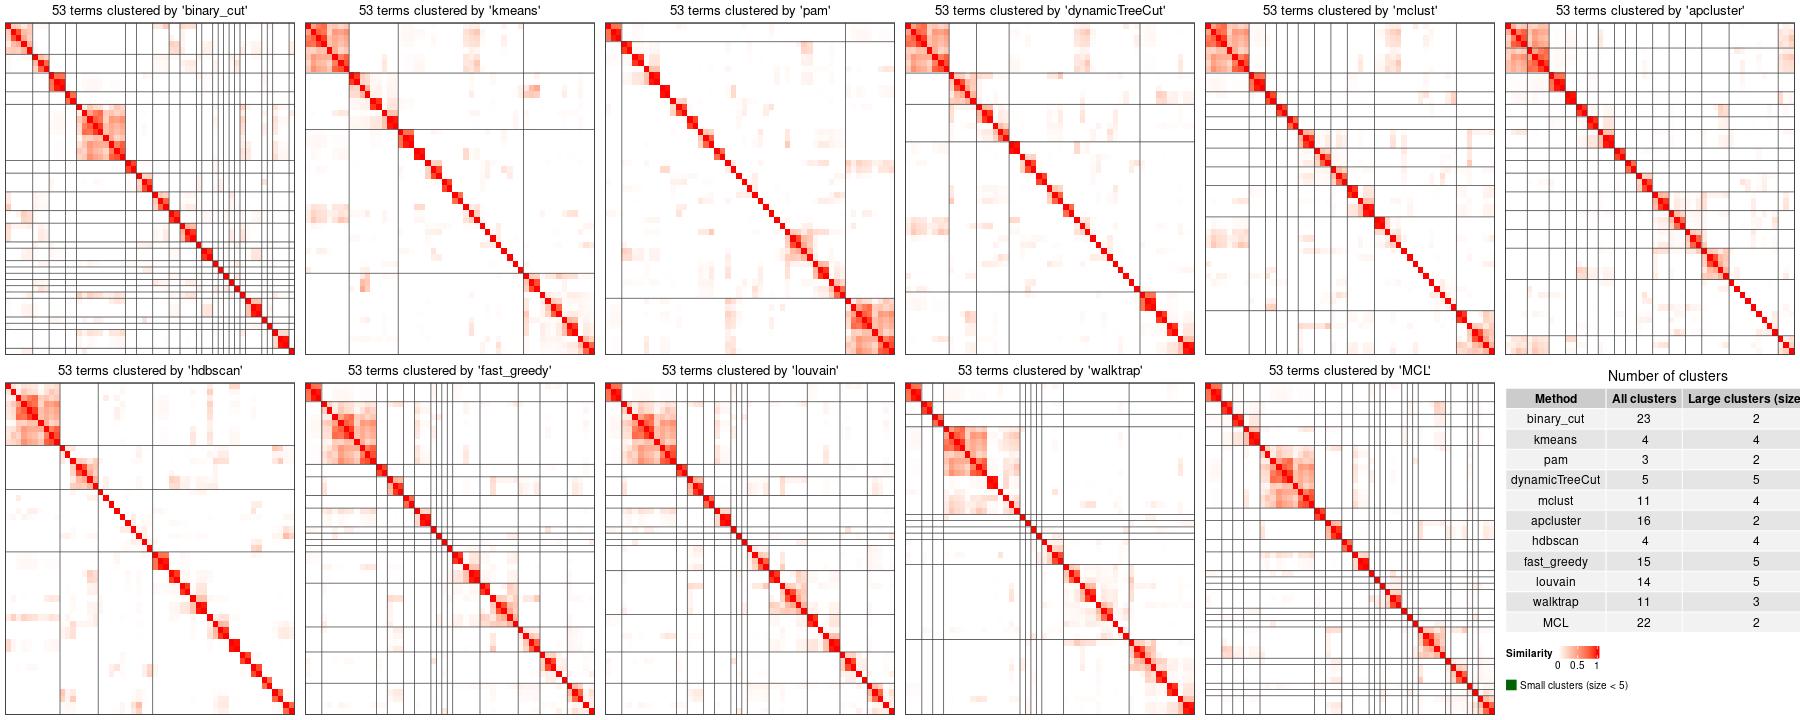 53 terms clustered by 'binary_cut'
53 terms clustered by 'kmeans'
53 terms clustered by 'pam'
53 terms clustered by 'dynamicTreeCut'
53 terms clustered by 'mclust'
53 terms clustered by 'apcluster'
53 terms clustered by 'hdbscan'
53 terms clustered by 'fast_greedy'
53 terms clustered by 'louvain'
53 terms clustered by 'walktrap'
53 terms clustered by 'MCL'
Number of clusters
Method All clusters Large clusters (size
binary_cut 23 2
kmeans 4 4
pam 3 2
dynamicTreeCut 5 5
mclust 11 4
apcluster 16 2
hdbscan 4 4
fast_greedy 15 5
louvain 14 5
walktrap 11 3
MCL 22 2
Similarity
0 0.5 1
Small clusters (size < 5)